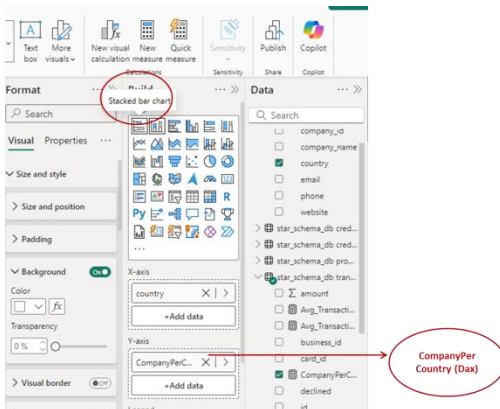 Text box
More visuals
New visual calculation
New measure
Quick measure
Sensitivity
Publish
Copilot
Calculations
Sensitivity
Share
Copilot
Format
Build
Data
Stacked bar chart
Search
Search
Visual
Properties
Size and style
Size and position
Padding
Background
On
Color
fx
Transparency
0 %
Visual border
Off
R
Py
X-axis
country
+Add data
Y-axis
CompanyPerC...
+Add data
company_id
company_name
country
email
phone
website
star_schema_db cred...
star_schema_db cred...
star_schema_db pro...
star_schema_db tran...
amount
Avg_Transacti...
Avg_Transacti...
business_id
card_id
CompanyPerC...
declined
id
CompanyPer
Country (Dax)